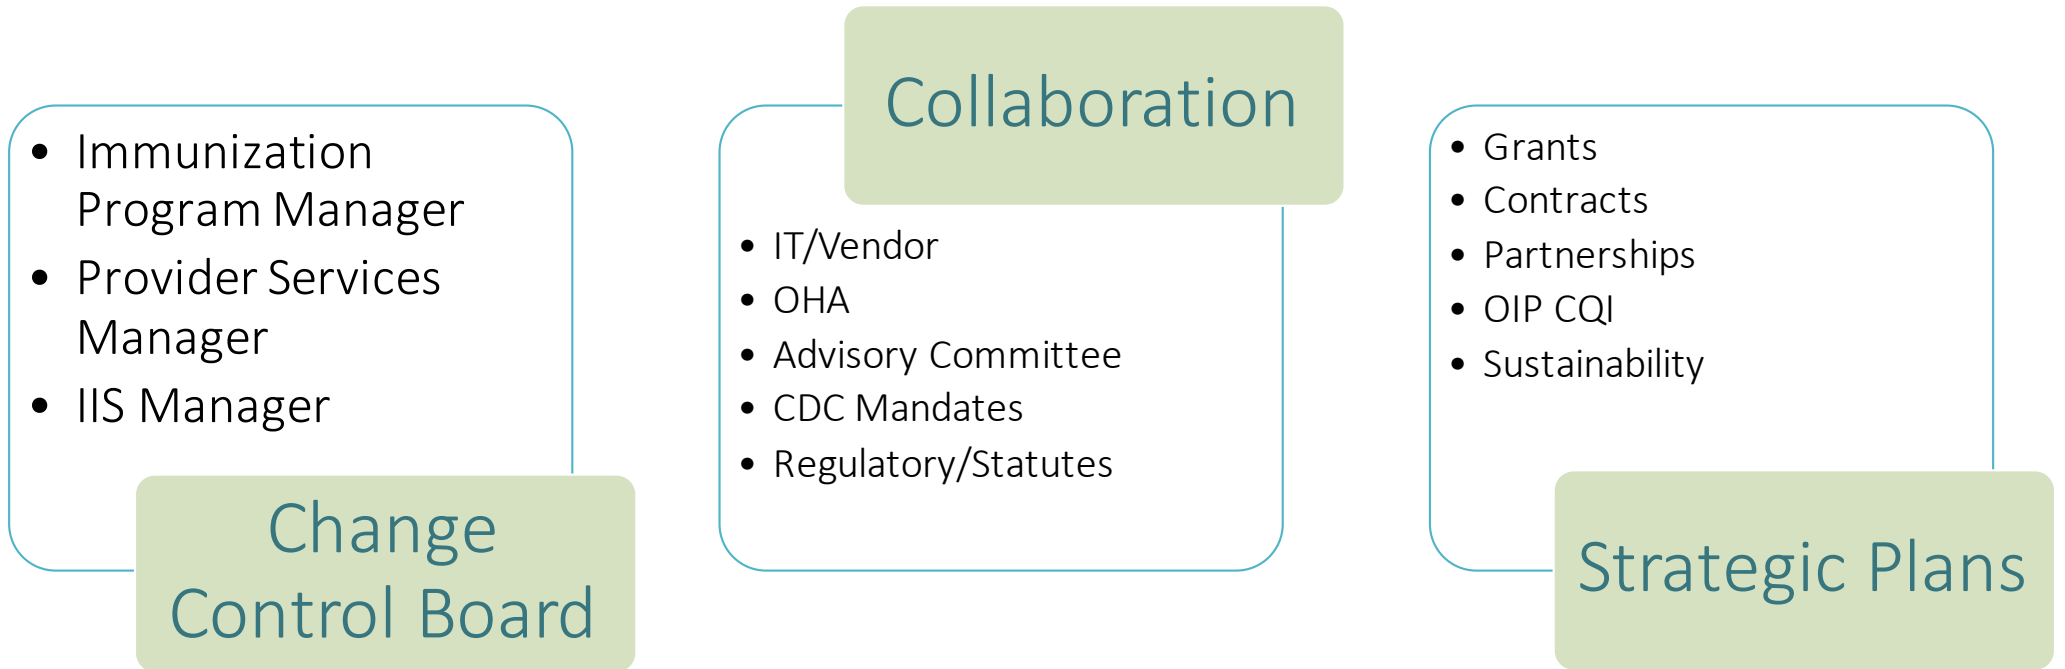 • Immunization
Program Manager
• Provider Services
Manager
• IIS Manager
Change
Control Board
Collaboration
• IT/Vendor
• OHA
• Advisory Committee
• CDC Mandates
• Regulatory/Statutes
• Grants
• Contracts
• Partnerships
• OIP CQI
• Sustainability
Strategic Plans